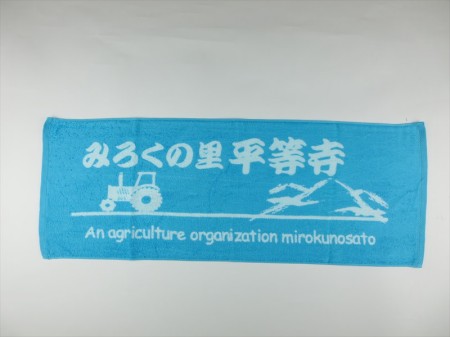 みろくの里平等寺
An agriculture organization mirokunosato